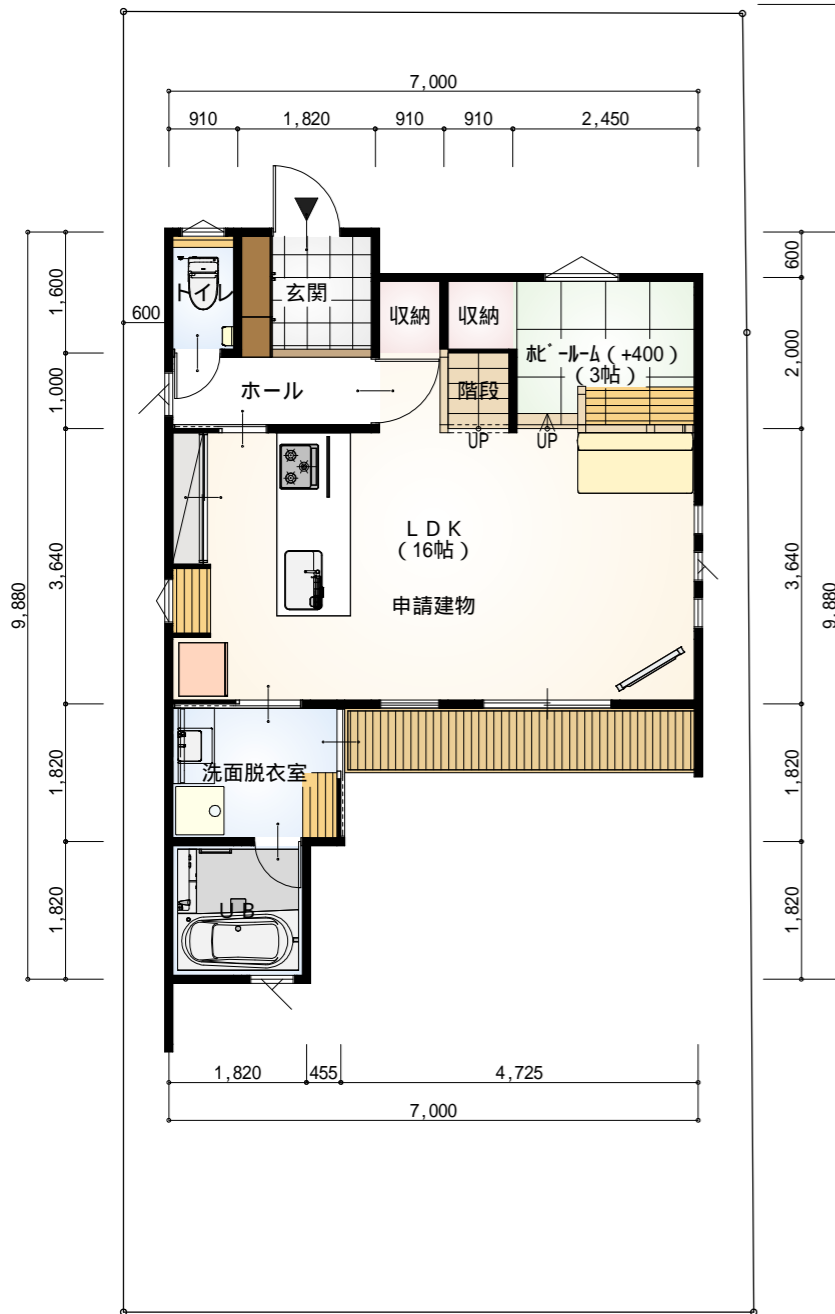 7,000
910
1,820
910
910
2,450
600
1,600
1,000
3,640
1,820
1,820
9,880
600
2,000
3,640
1,820
1,820
9,880
トイレ
玄関
収納
収納
ﾎﾋﾞｰﾙｰﾑ（+400）
（3帖）
ホール
階段
UP
UP
ＬＤＫ
（16帖）
申請建物
洗面脱衣室
ＵＢ
1,820
455
4,725
7,000